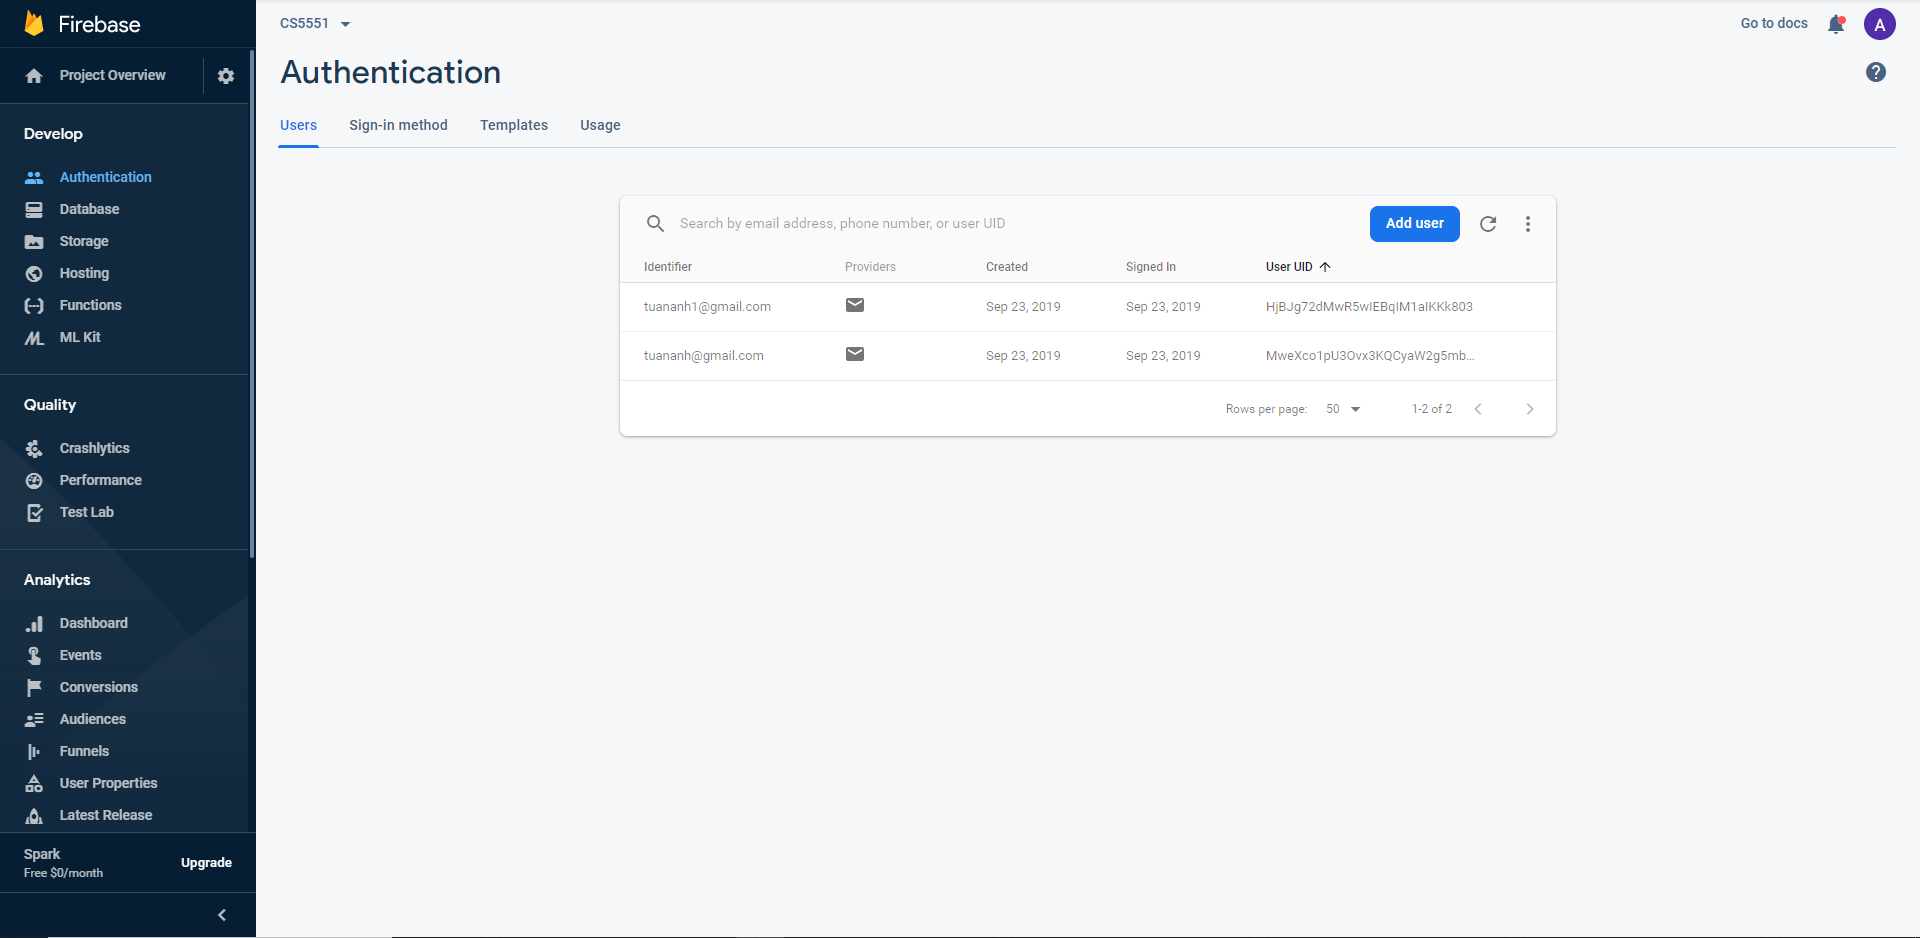 Firebase
Project Overview
Develop
Authentication
Database
Storage
Hosting
Functions
ML Kit
Quality
Crashlytics
Performance
Test Lab
Analytics
Dashboard
Events
Conversions
Audiences
Funnels
User Properties
Latest Release
Spark
Free $0/month
Upgrade
CS5551
Go to docs
A
Authentication
Users Sign-in method Templates Usage
Search by email address, phone number, or user UID
Add user
Identifier Providers Created Signed In User UID
tuananh1@gmail.com Sep 23, 2019 Sep 23, 2019 HjBJg72dMwR5wIEBqIM1aIKKk803
tuananh@gmail.com Sep 23, 2019 Sep 23, 2019 MweXco1pU3Ovx3KQCyaW2g5mb...
Rows per page: 50 1-2 of 2